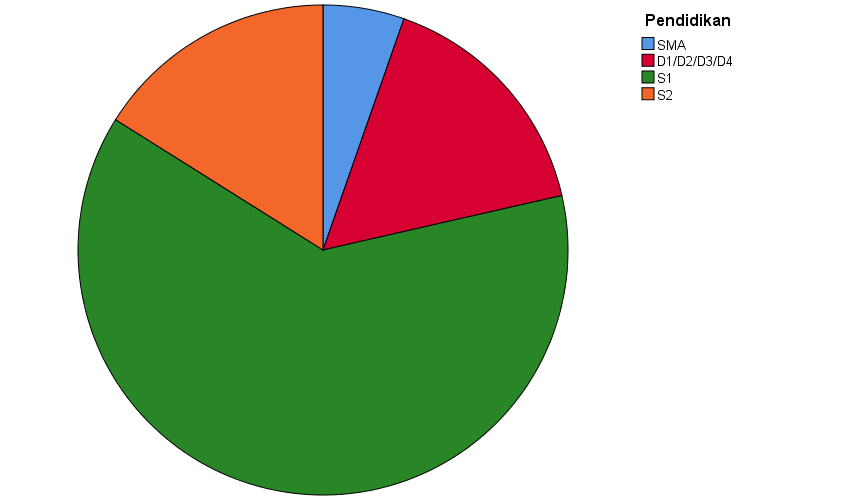 Pendidikan
SMA
D1/D2/D3/D4
S1
S2